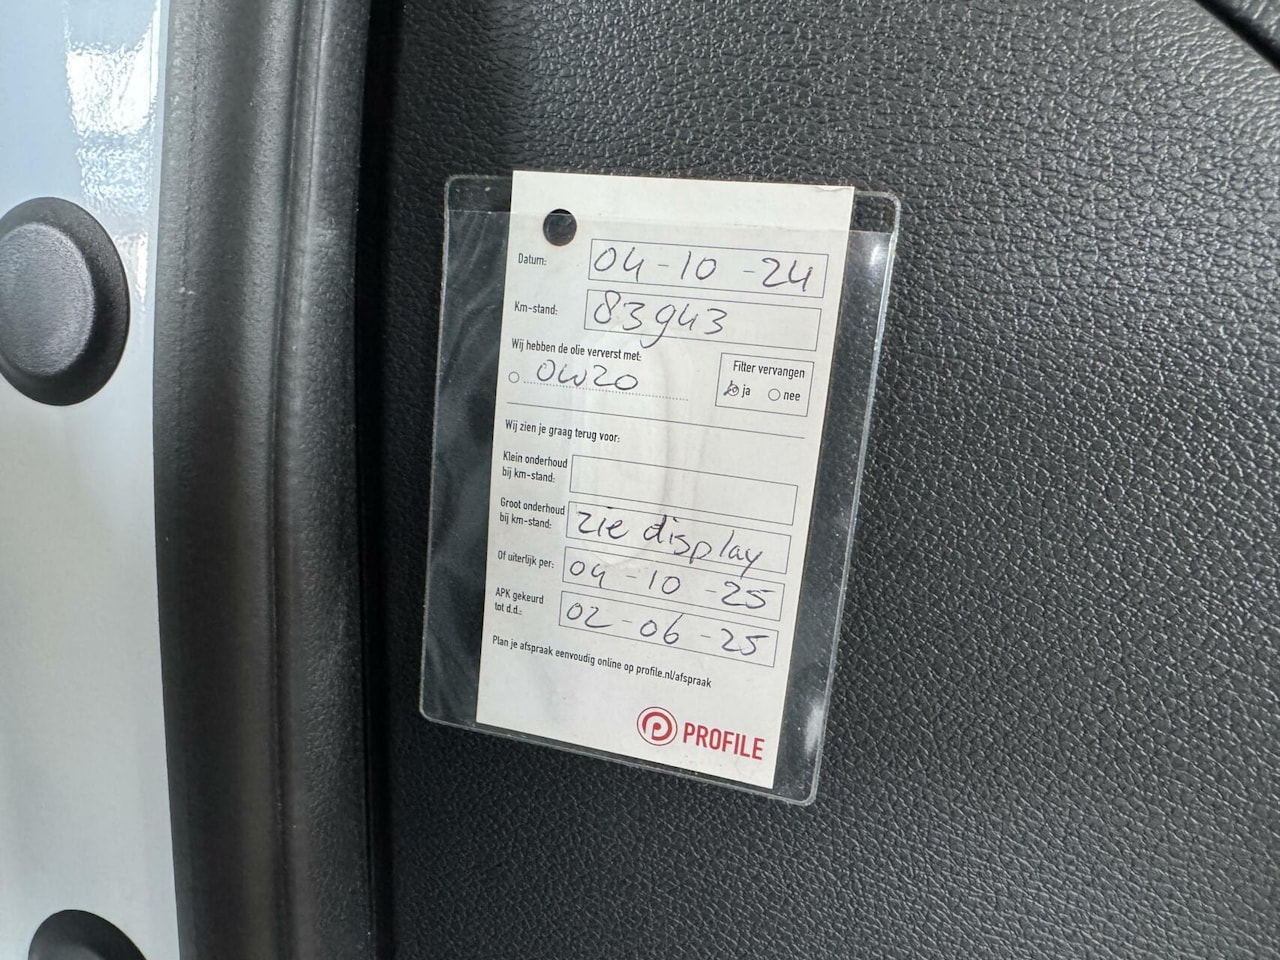 Datum: 04-10-24
Km-stand: 83943
Wij hebben de olie ververst met:
0W20
Filter vervangen
ja nee
Wij zien je graag terug voor:
Klein onderhoud
bij km-stand:
Groot onderhoud
bij km-stand: zie display
Of uiterlijk per: 04-10-25
APK gekeurd
tot d.d.: 02-06-25
Plan je afspraak eenvoudig online op profile.nl/afspraak
PROFILE